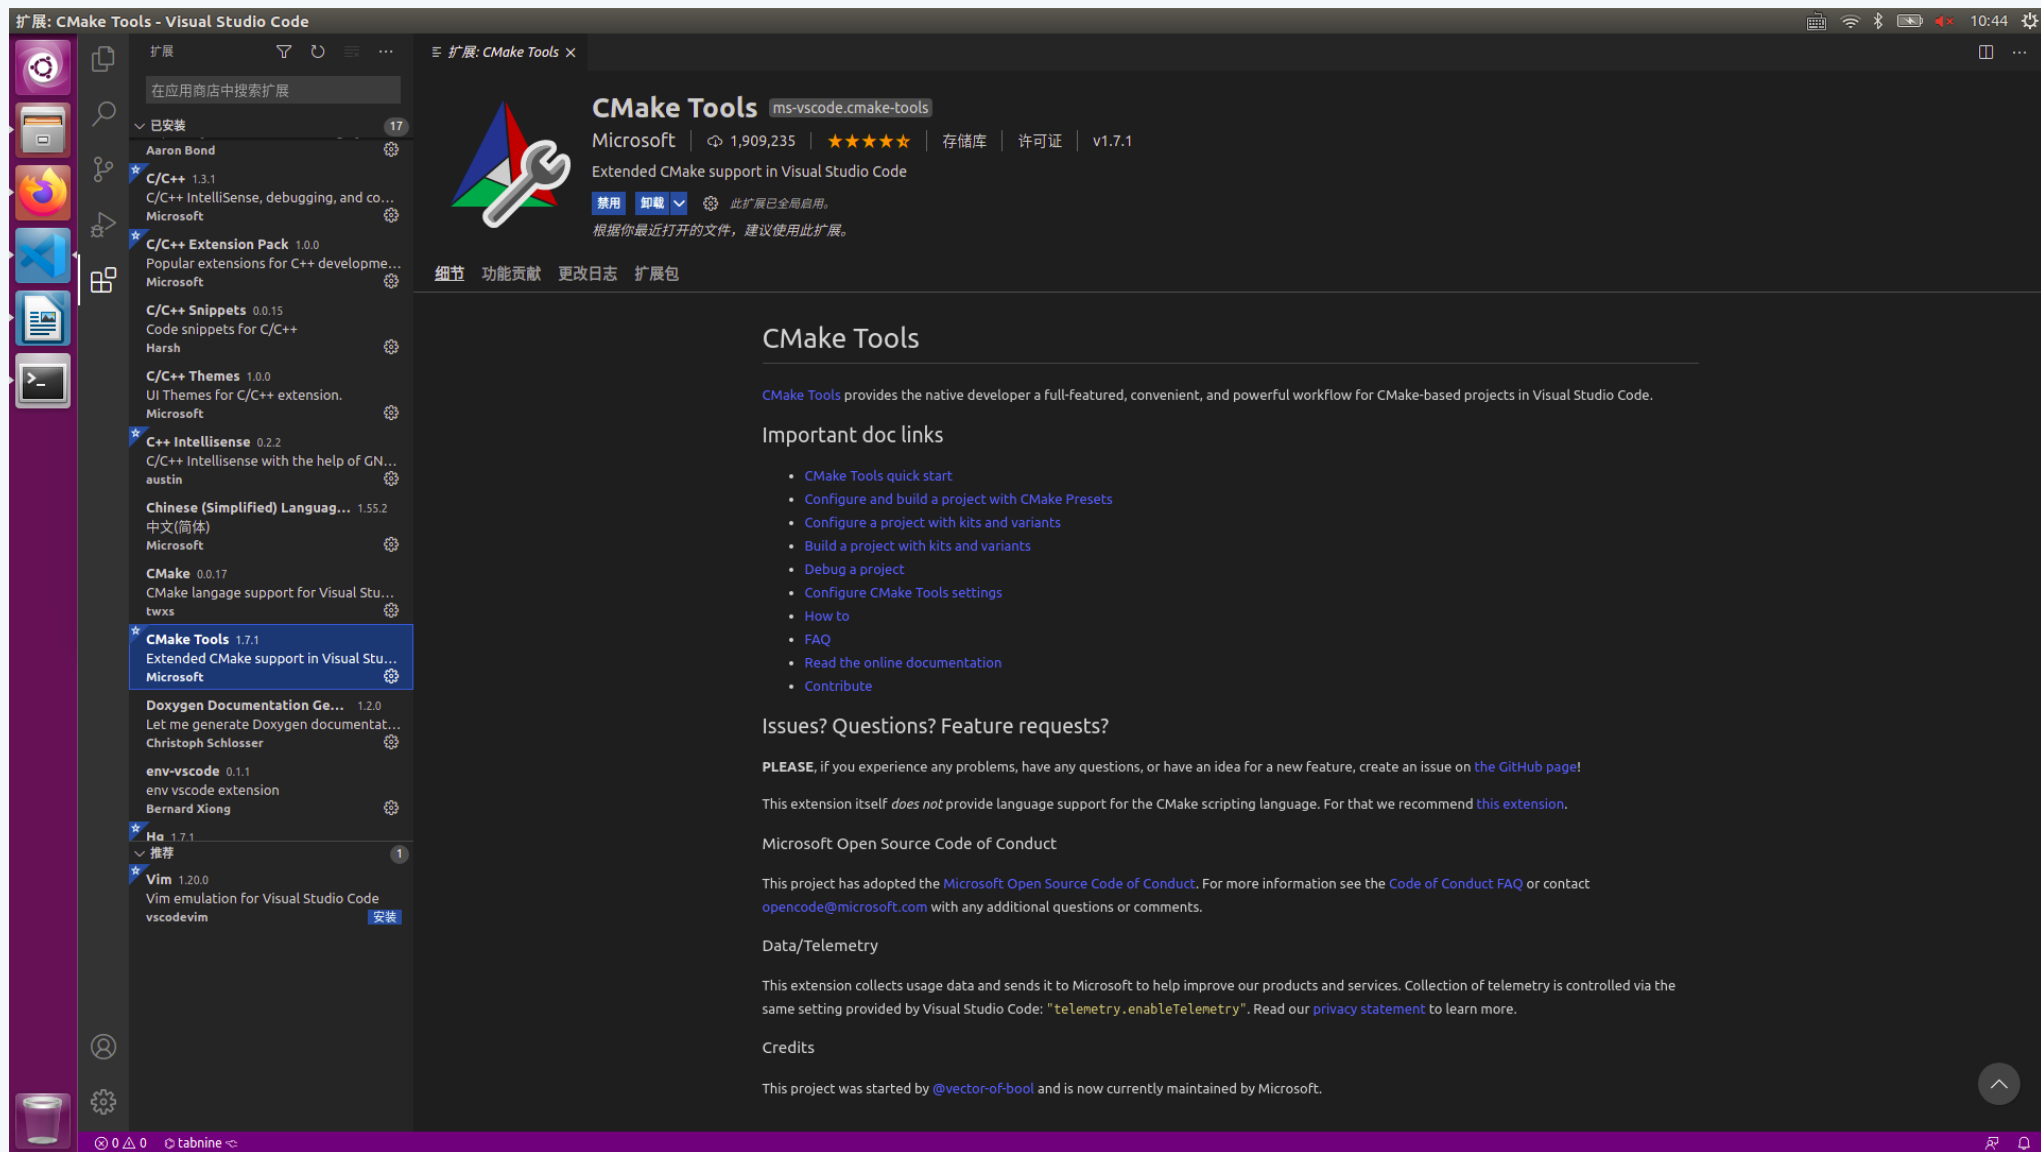 扩展: CMake Tools - Visual Studio Code
10:44
扩展
扩展: CMake Tools
在应用商店中搜索扩展
已安装
17
Aaron Bond
C/C++ 1.3.1
C/C++ IntelliSense, debugging, and co...
Microsoft
C/C++ Extension Pack 1.0.0
Popular extensions for C++ developme...
Microsoft
C/C++ Snippets 0.0.15
Code snippets for C/C++
Harsh
C/C++ Themes 1.0.0
UI Themes for C/C++ extension.
Microsoft
C++ Intellisense 0.2.2
C/C++ Intellisense with the help of GN...
austin
Chinese (Simplified) Languag... 1.55.2
中文(简体)
Microsoft
CMake 0.0.17
CMake langage support for Visual Stu...
twxs
CMake Tools 1.7.1
Extended CMake support in Visual Stu...
Microsoft
Doxygen Documentation Ge... 1.2.0
Let me generate Doxygen documentat...
Christoph Schlosser
env-vscode 0.1.1
env vscode extension
Bernard Xiong
Hg 1.7.1
推荐
1
Vim 1.20.0
Vim emulation for Visual Studio Code
vscodevim
安装
CMake Tools ms-vscode.cmake-tools
Microsoft 1,909,235 存储库 许可证 v1.7.1
Extended CMake support in Visual Studio Code
禁用 卸载 此扩展已全局启用。
根据你最近打开的文件，建议使用此扩展。
细节 功能贡献 更改日志 扩展包
CMake Tools
CMake Tools provides the native developer a full-featured, convenient, and powerful workflow for CMake-based projects in Visual Studio Code.
Important doc links
• CMake Tools quick start
• Configure and build a project with CMake Presets
• Configure a project with kits and variants
• Build a project with kits and variants
• Debug a project
• Configure CMake Tools settings
• How to
• FAQ
• Read the online documentation
• Contribute
Issues? Questions? Feature requests?
PLEASE, if you experience any problems, have any questions, or have an idea for a new feature, create an issue on the GitHub page!
This extension itself does not provide language support for the CMake scripting language. For that we recommend this extension.
Microsoft Open Source Code of Conduct
This project has adopted the Microsoft Open Source Code of Conduct. For more information see the Code of Conduct FAQ or contact
opencode@microsoft.com with any additional questions or comments.
Data/Telemetry
This extension collects usage data and sends it to Microsoft to help improve our products and services. Collection of telemetry is controlled via the
same setting provided by Visual Studio Code: "telemetry.enableTelemetry". Read our privacy statement to learn more.
Credits
This project was started by @vector-of-bool and is now currently maintained by Microsoft.
0 0 tabnine